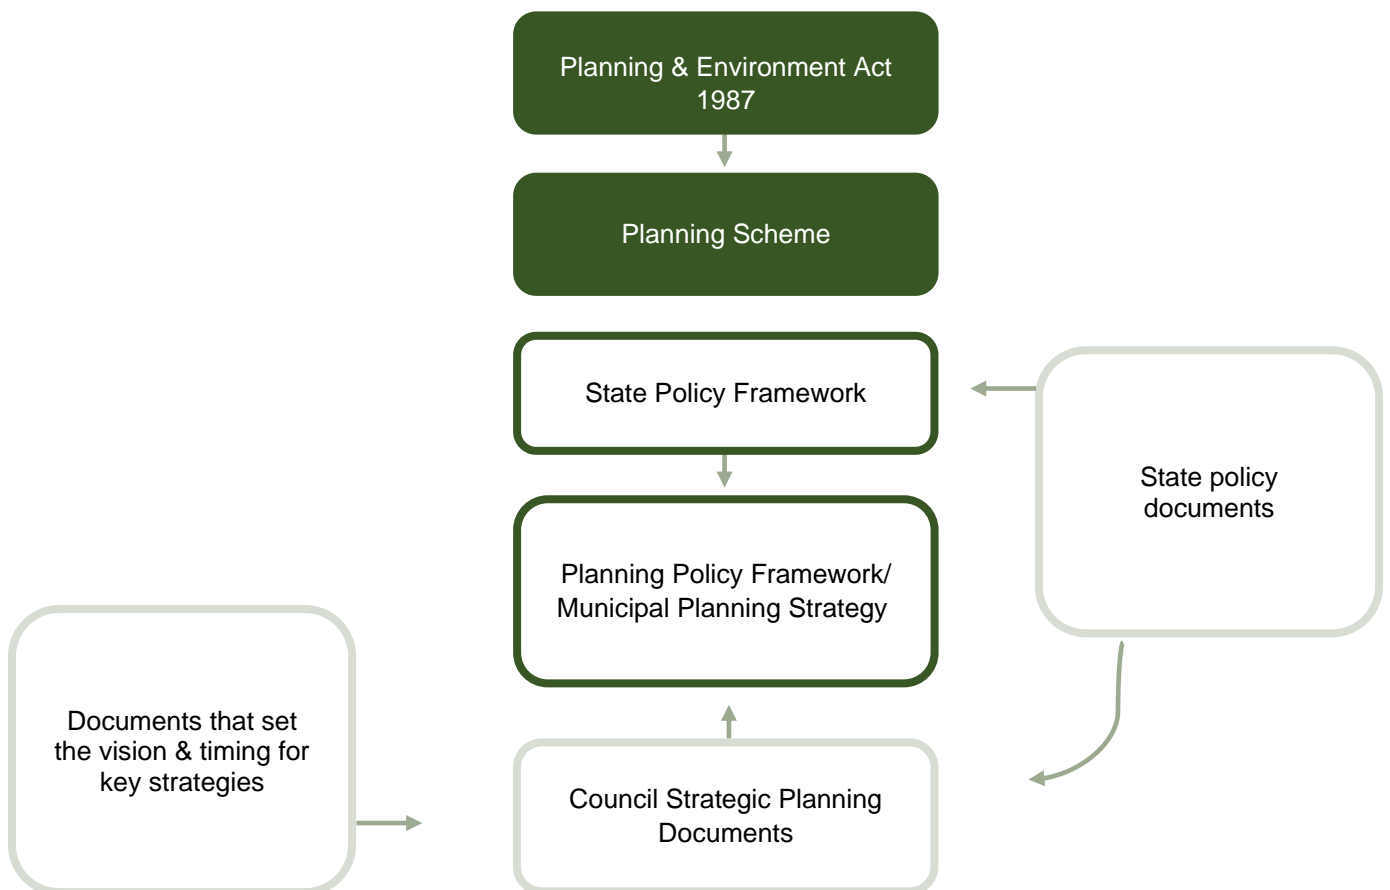 Planning & Environment Act
1987
Planning Scheme
State Policy Framework
State policy
documents
Planning Policy Framework/
Municipal Planning Strategy
Documents that set
the vision & timing for
key strategies
Council Strategic Planning
Documents